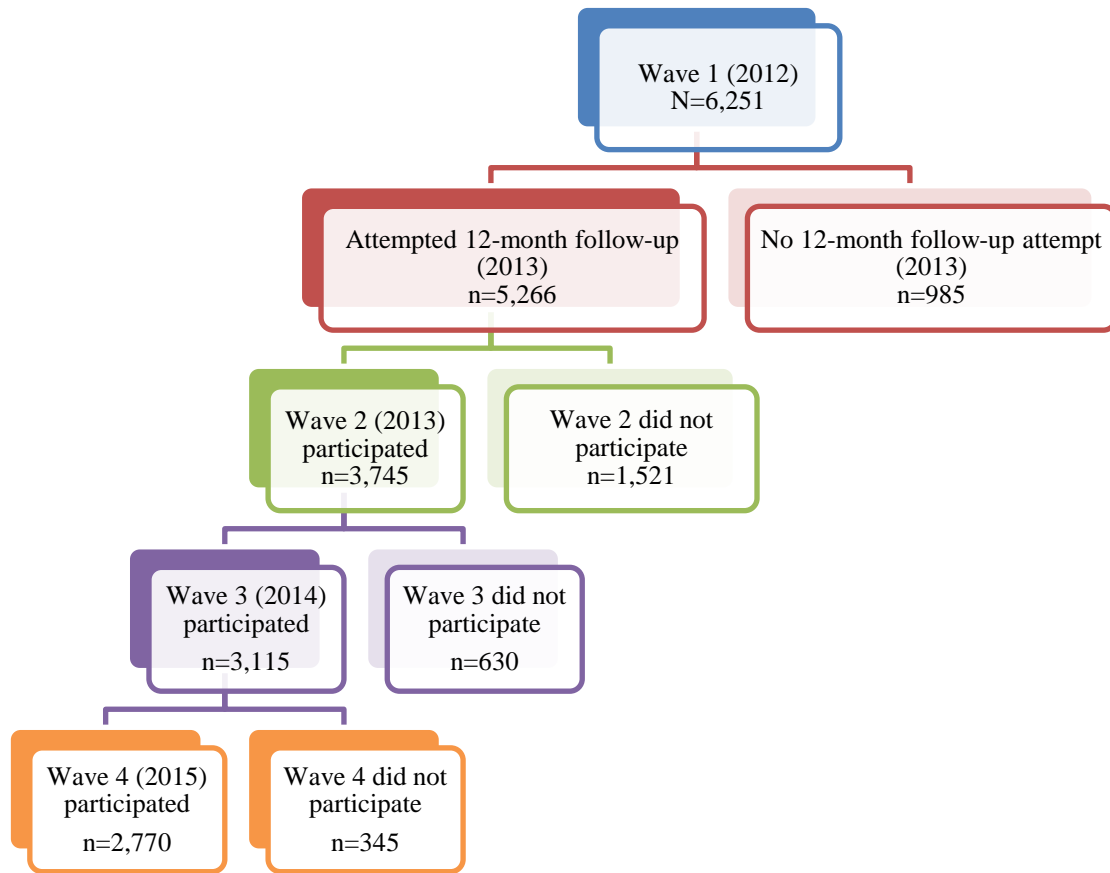 Wave 1 (2012)
N=6,251
Attempted 12-month follow-up
(2013)
n=5,266
No 12-month follow-up attempt
(2013)
n=985
Wave 2 (2013)
participated
n=3,745
Wave 2 did not
participate
n=1,521
Wave 3 (2014)
participated
n=3,115
Wave 3 did not
participate
n=630
Wave 4 (2015)
participated
n=2,770
Wave 4 did not
participate
n=345